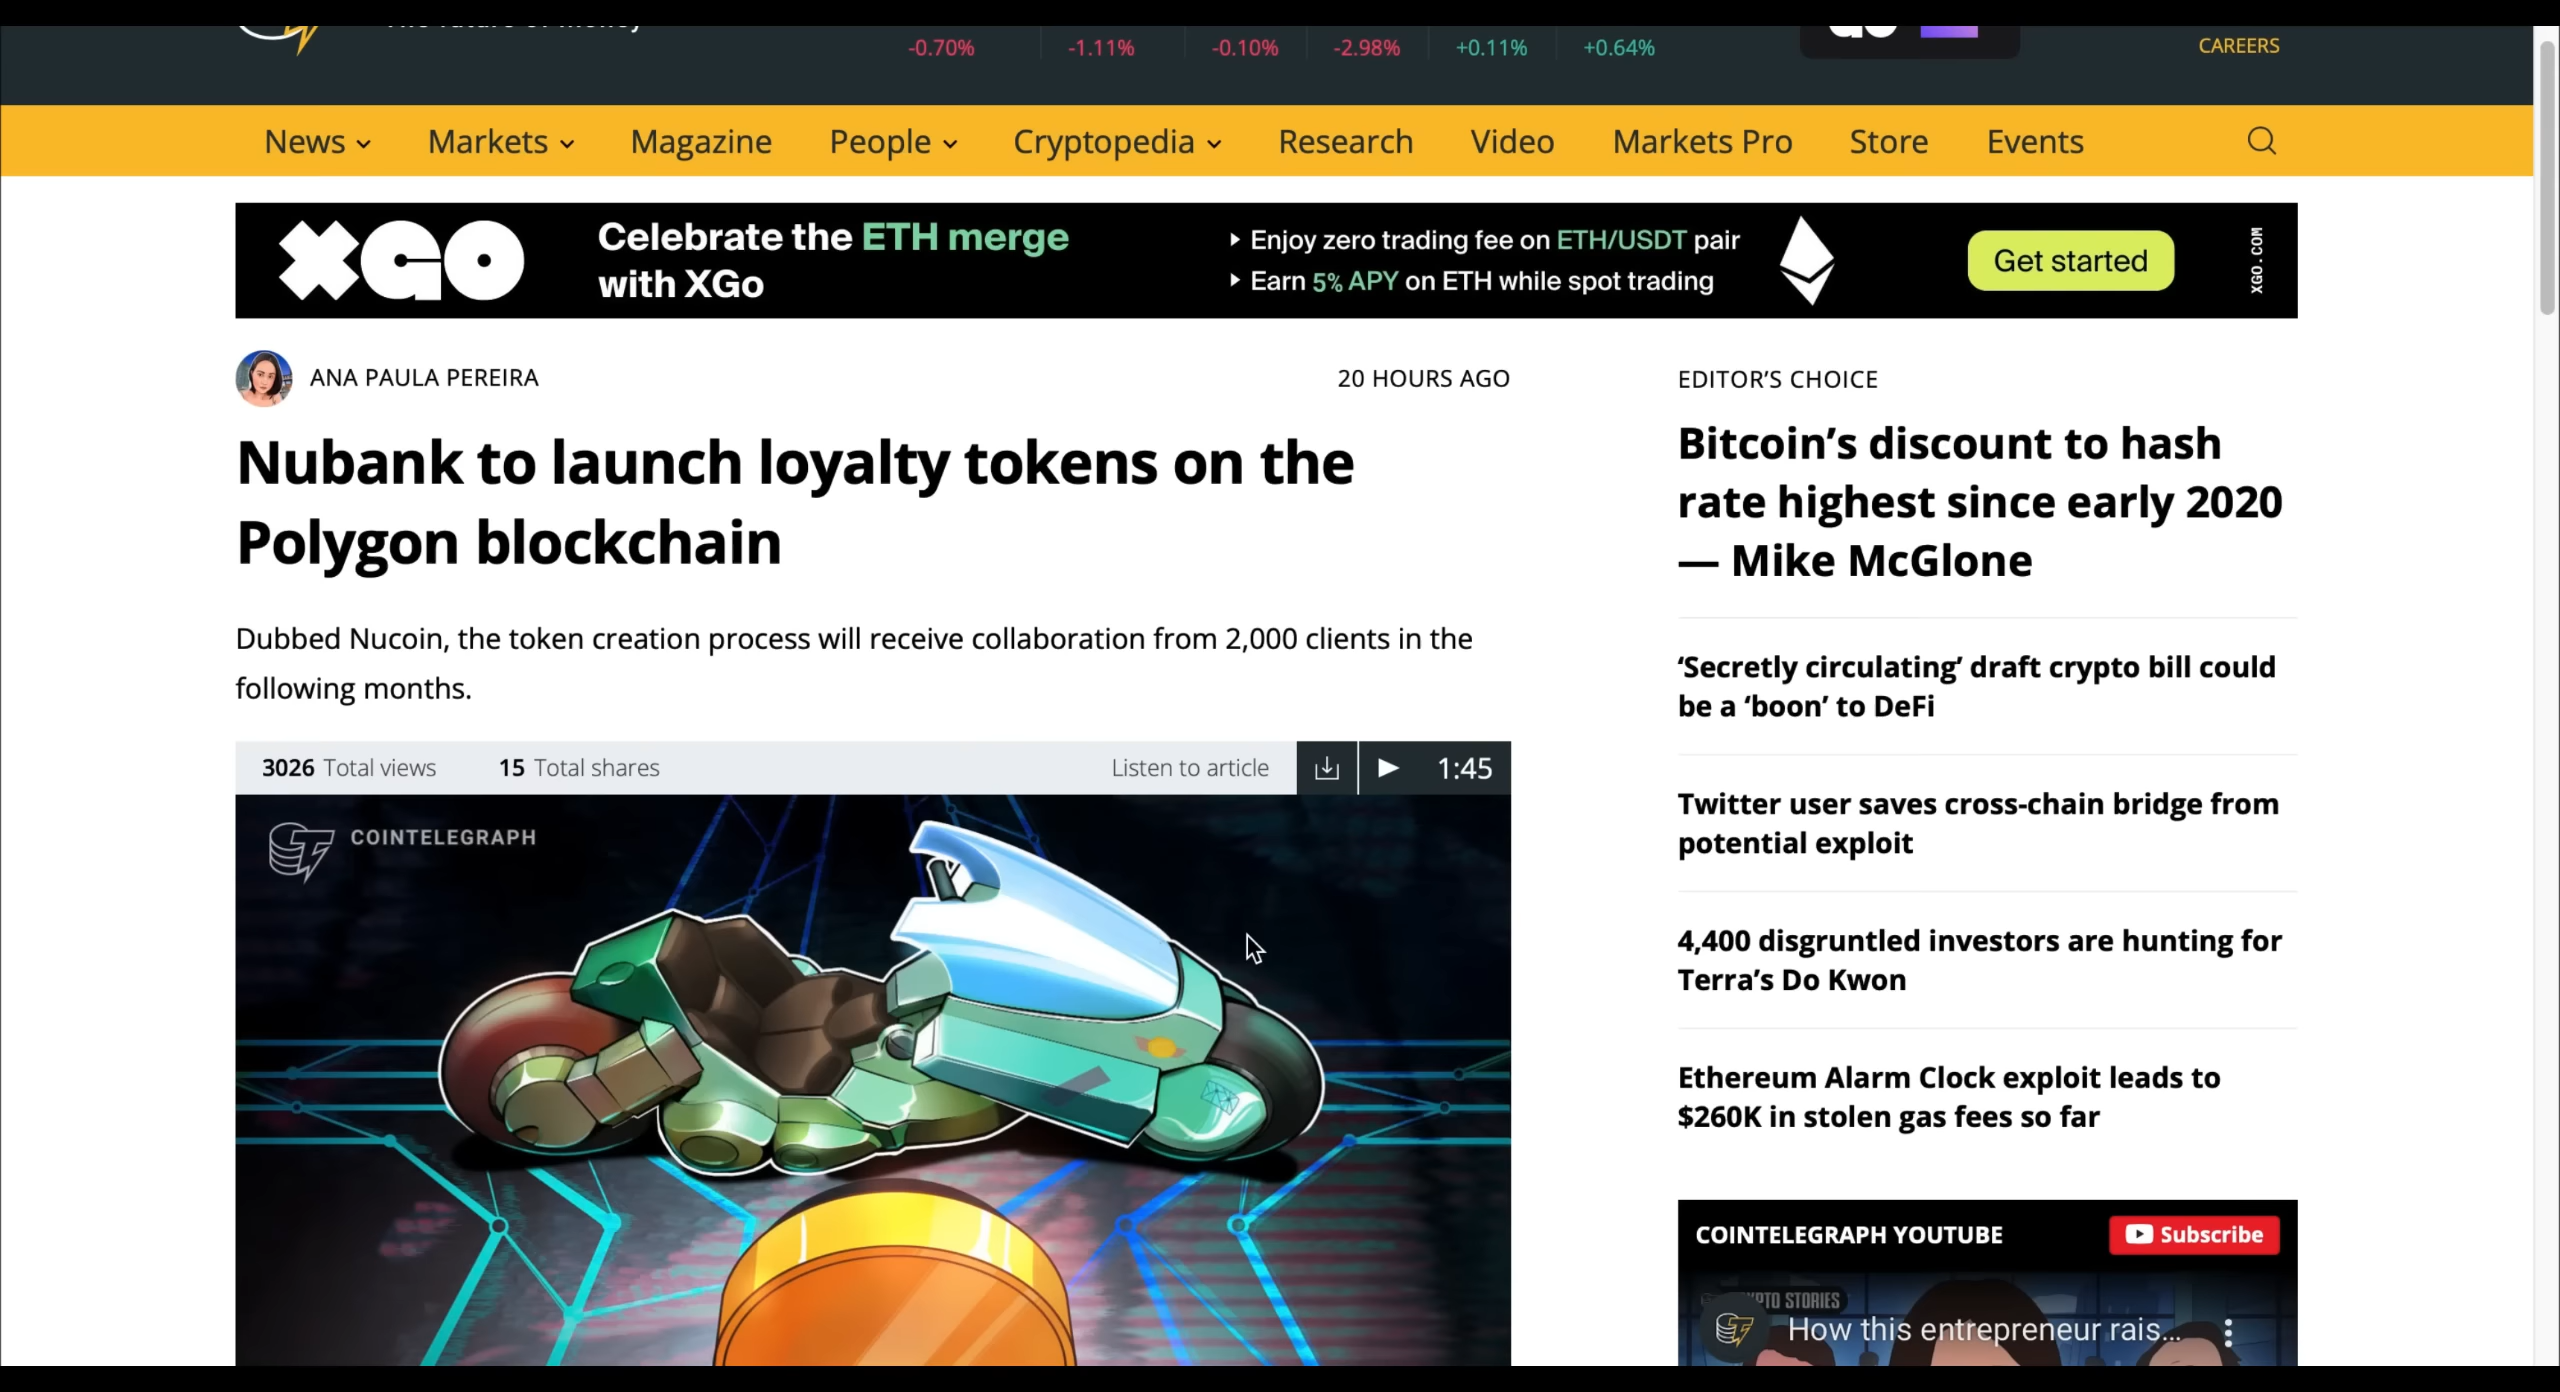 -0.70% -1.11% -0.10% -2.98% +0.11% +0.64%
CAREERS
News Markets Magazine People Cryptopedia Research Video Markets Pro Store Events
XGO
Celebrate the ETH merge
with XGo
Enjoy zero trading fee on ETH/USDT pair
Earn 5% APY on ETH while spot trading
Get started
XGO.COM
ANA PAULA PEREIRA
20 HOURS AGO
Nubank to launch loyalty tokens on the
Polygon blockchain
Dubbed Nucoin, the token creation process will receive collaboration from 2,000 clients in the
following months.
3026 Total views 15 Total shares Listen to article 1:45
COINTELEGRAPH
EDITOR’S CHOICE
Bitcoin’s discount to hash
rate highest since early 2020
— Mike McGlone
‘Secretly circulating’ draft crypto bill could
be a ‘boon’ to DeFi
Twitter user saves cross-chain bridge from
potential exploit
4,400 disgruntled investors are hunting for
Terra’s Do Kwon
Ethereum Alarm Clock exploit leads to
$260K in stolen gas fees so far
COINTELEGRAPH YOUTUBE
Subscribe
STORIES
How this entrepreneur rais...